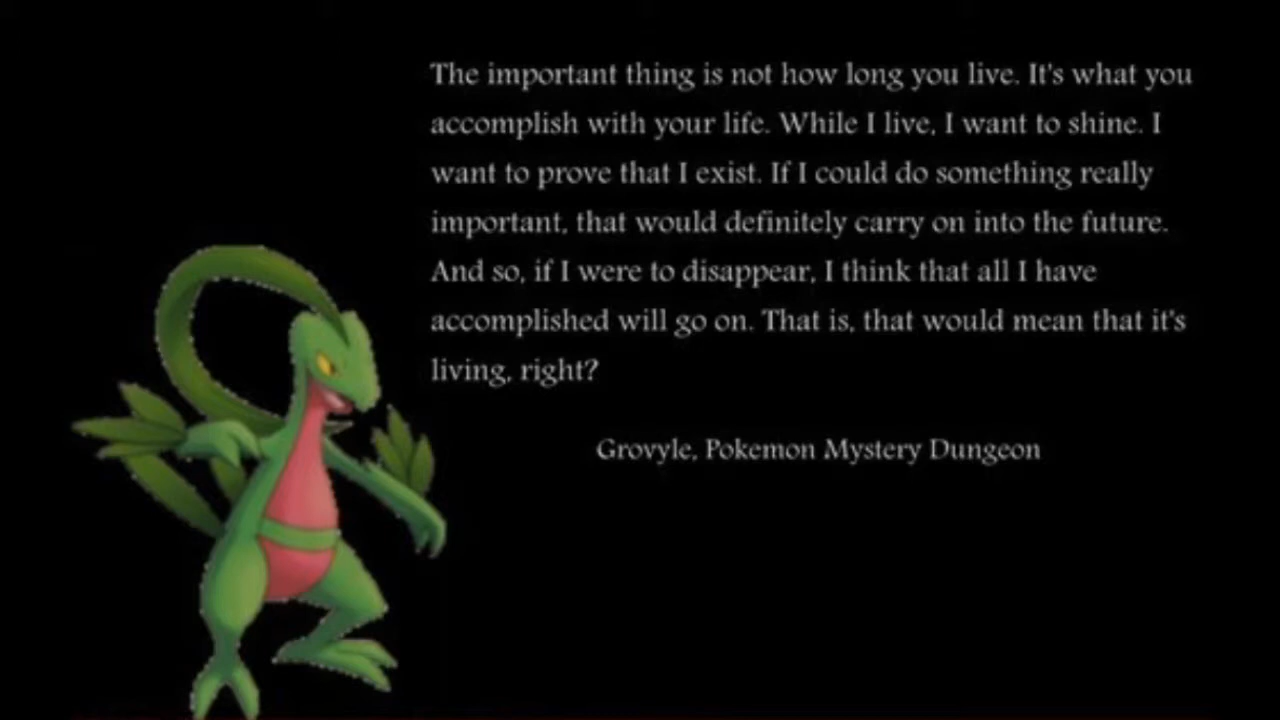 The important thing is not how long you live. It's what you
accomplish with your life. While I live, I want to shine. I
want to prove that I exist. If I could do something really
important, that would definitely carry on into the future.
And so, if I were to disappear, I think that all I have
accomplished will go on. That is, that would mean that it's
living, right?
Grovyle, Pokemon Mystery Dungeon